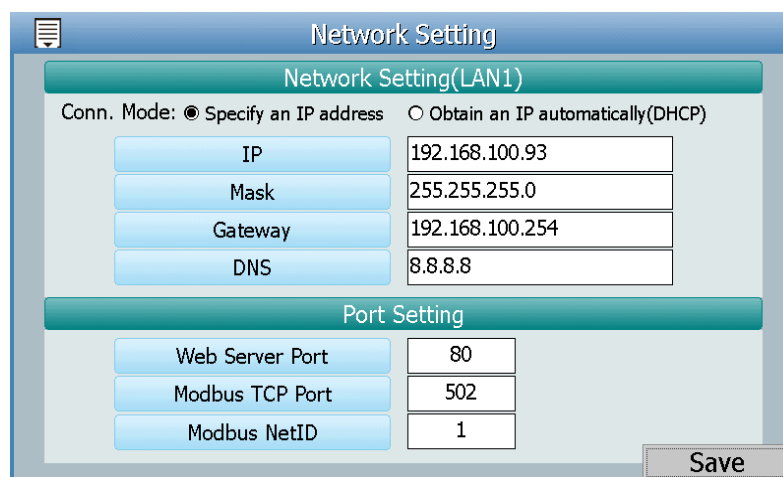 Network Setting
Network Setting(LAN1)
Conn. Mode: Specify an IP address Obtain an IP automatically(DHCP)
IP 192.168.100.93
Mask 255.255.255.0
Gateway 192.168.100.254
DNS 8.8.8.8
Port Setting
Web Server Port 80
Modbus TCP Port 502
Modbus NetID 1
Save